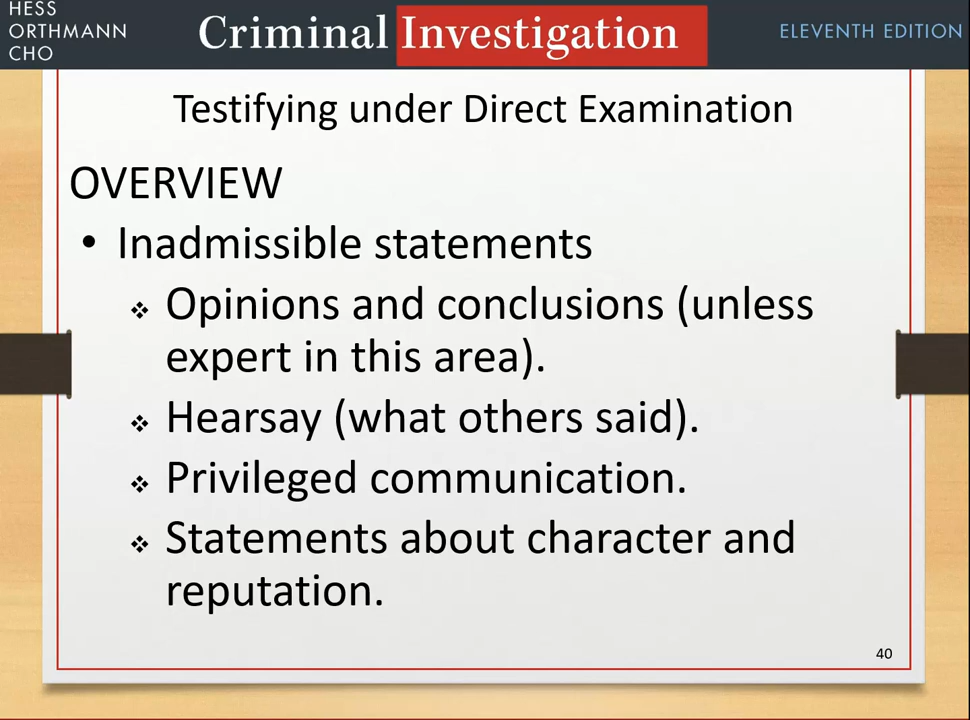 HESS
ORTHMANN
CHO
Criminal Investigation
ELEVENTH EDITION
Testifying under Direct Examination
OVERVIEW
• Inadmissible statements
❖ Opinions and conclusions (unless
expert in this area).
❖ Hearsay (what others said).
❖ Privileged communication.
❖ Statements about character and
reputation.
40